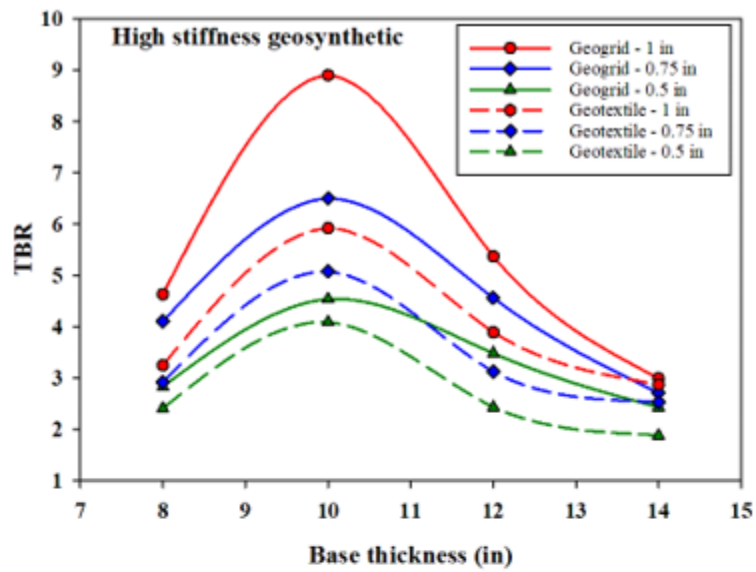 High stiffness geosynthetic
Geogrid - 1 in
Geogrid - 0.75 in
Geogrid - 0.5 in
Geotextile - 1 in
Geotextile - 0.75 in
Geotextile - 0.5 in
10
9
8
7
6
5
4
3
2
1
TBR
7 8 9 10 11 12 13 14 15
Base thickness (in)